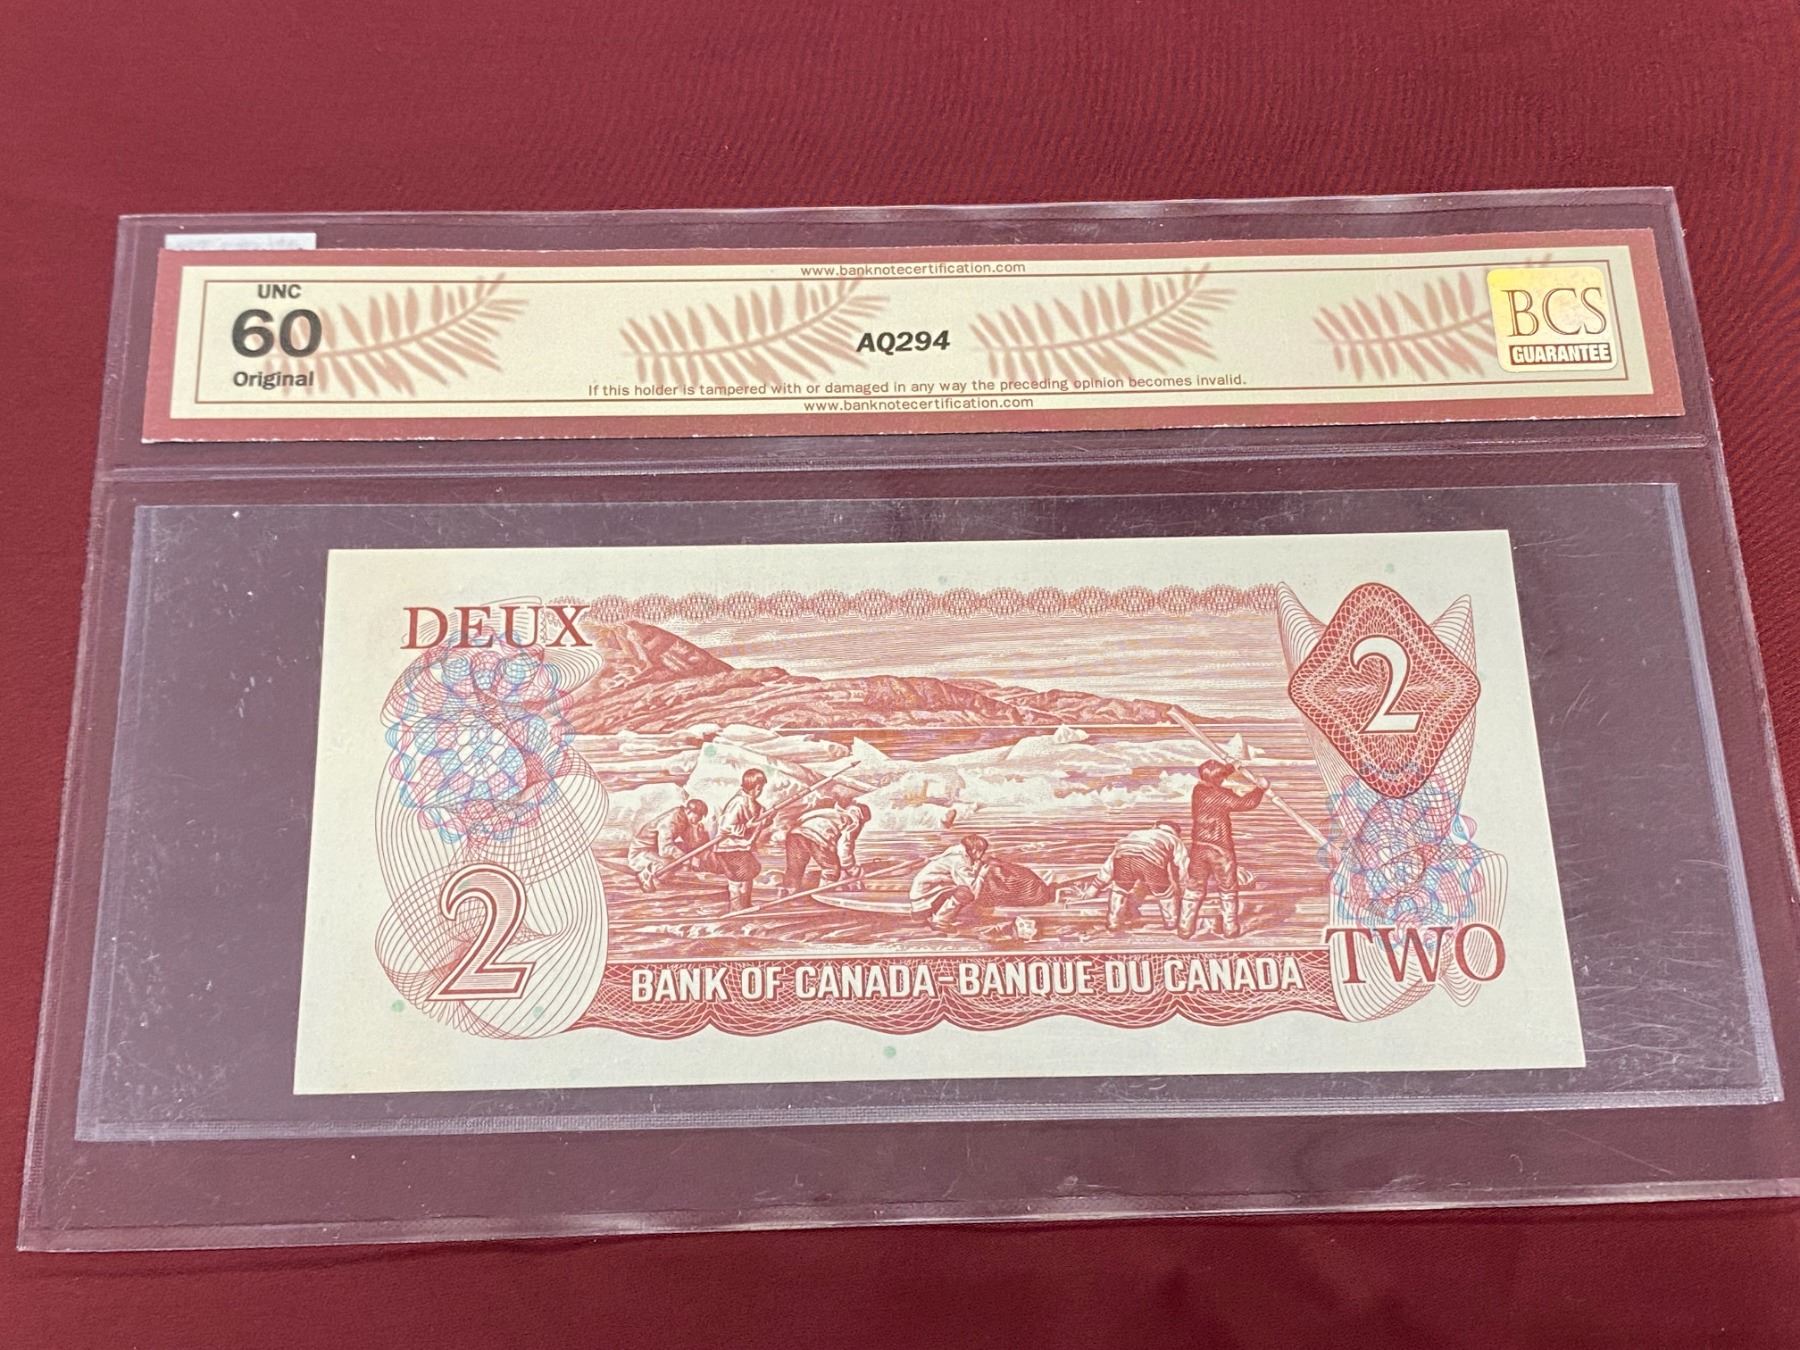 www.banknotecertification.com
UNC
60
Original
AQ294
BCS
GUARANTEE
If this holder is tampered with or damaged in any way the preceding opinion becomes invalid.
www.banknotecertification.com
DEUX
2
2
TWO
BANK OF CANADA-BANQUE DU CANADA